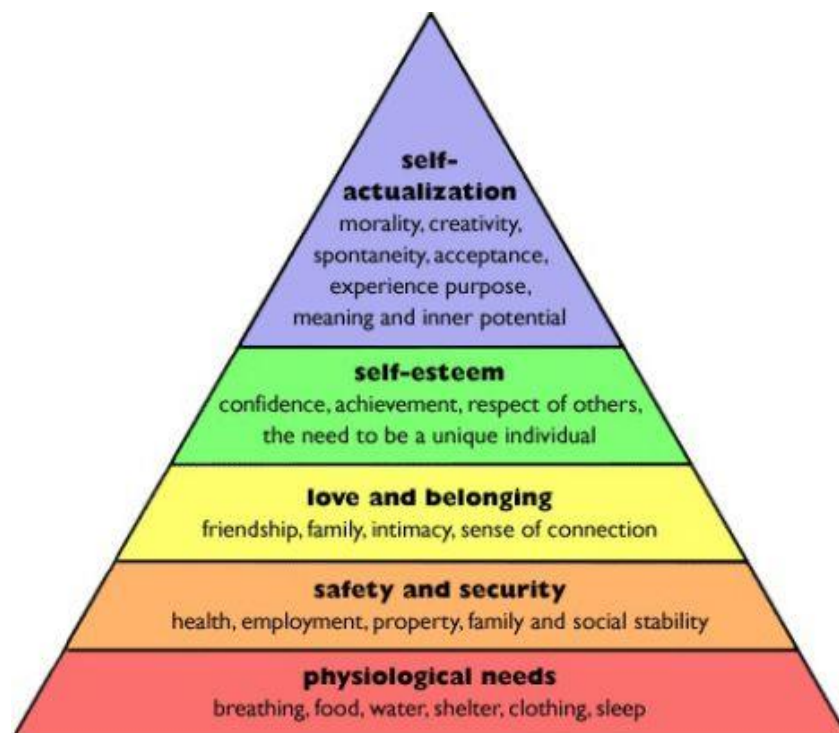 self-
actualization
morality, creativity,
spontaneity, acceptance,
experience purpose,
meaning and inner potential
self-esteem
confidence, achievement, respect of others,
the need to be a unique individual
love and belonging
friendship, family, intimacy, sense of connection
safety and security
health, employment, property, family and social stability
physiological needs
breathing, food, water, shelter, clothing, sleep